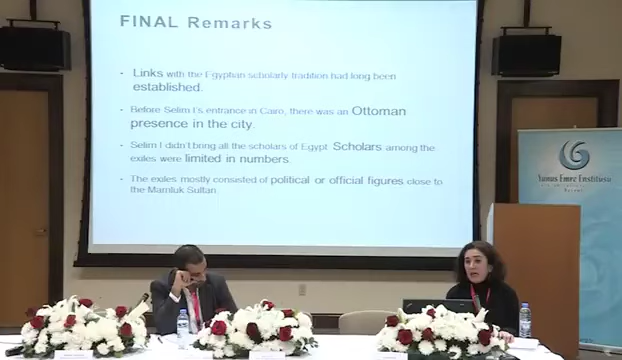 FINAL Remarks
- Links with the Egyptian scholarly tradition had long been
established.
- Before Selim I's entrance in Cairo, there was an Ottoman
presence in the city.
- Selim I didn't bring all the scholars of Egypt. Scholars among the
exiles were limited in numbers.
- The exiles mostly consisted of political or official figures close to
the Mamluk Sultan.
Yunus Emre Enstitüsü